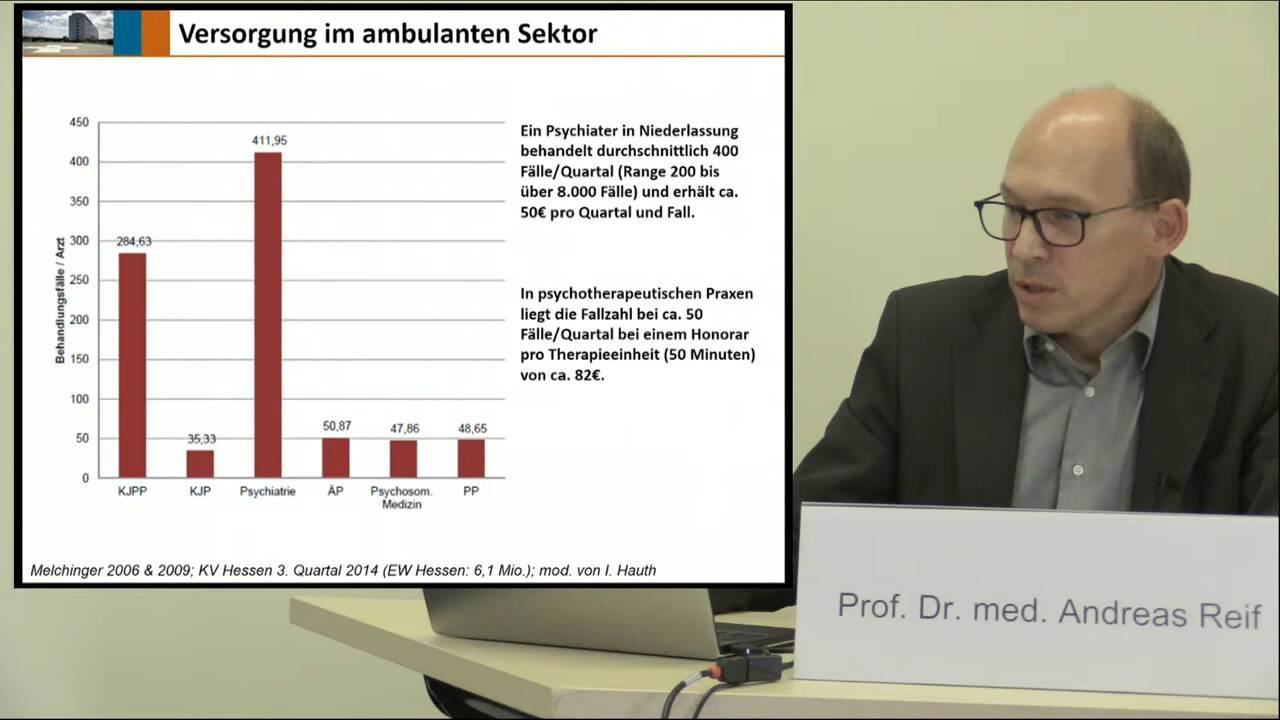 Versorgung im ambulanten Sektor
Behandlungsfälle / Arzt
450
400
350
300
250
200
150
100
50
0
284,63
35,33
411,95
50,87
47,86
48,65
KJPP
KJP
Psychiatrie
ÄP
Psychosom.
Medizin
PP
Ein Psychiater in Niederlassung
behandelt durchschnittlich 400
Fälle/Quartal (Range 200 bis
über 8.000 Fälle) und erhält ca.
50€ pro Quartal und Fall.
In psychotherapeutischen Praxen
liegt die Fallzahl bei ca. 50
Fälle/Quartal bei einem Honorar
pro Therapieeinheit (50 Minuten)
von ca. 82€.
Melchinger 2006 & 2009; KV Hessen 3. Quartal 2014 (EW Hessen: 6,1 Mio.); mod. von I. Hauth
Prof. Dr. med. Andreas Reif